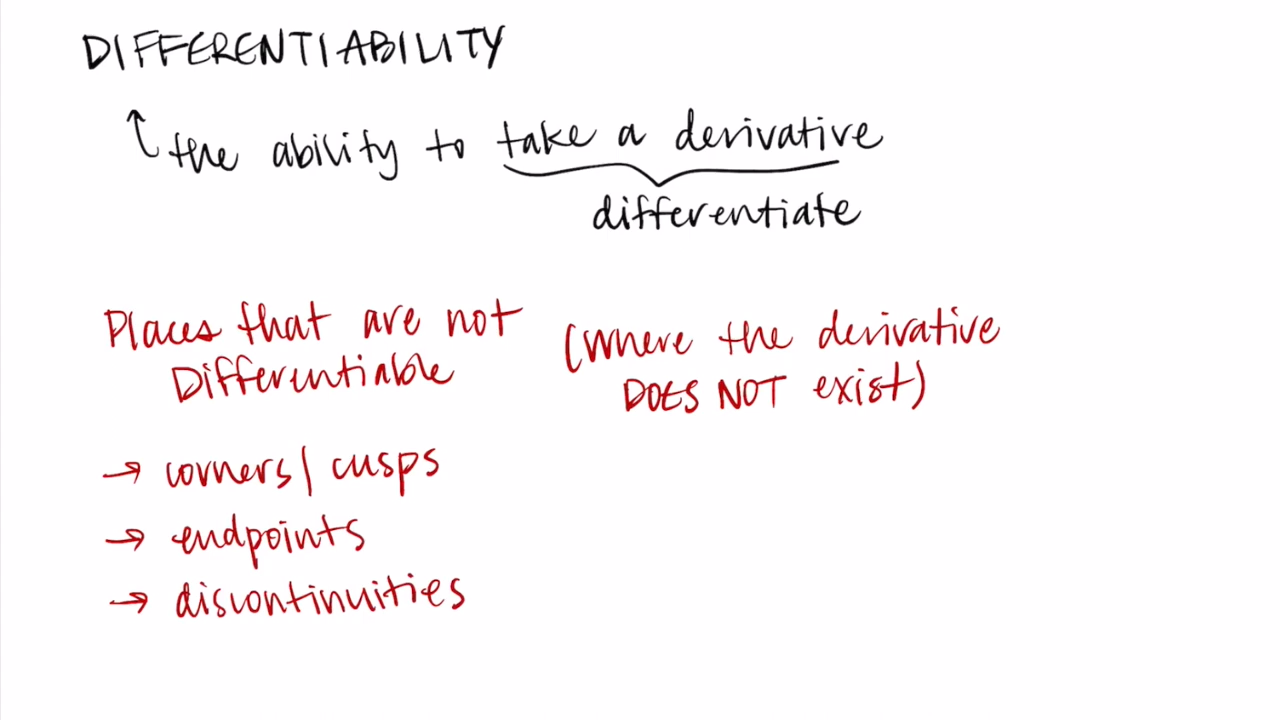 DIFFERENTIABILITY
the ability to take a derivative
differentiate
Places that are not
Differentiable
(where the derivative
DOES NOT exist)
→ corners/cusps
→ endpoints
→ discontinuities